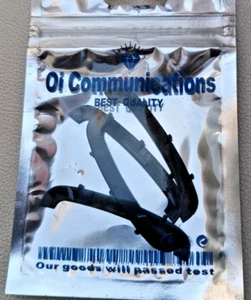 Oi Communications
BEST QUALITY
Our goods will passed test